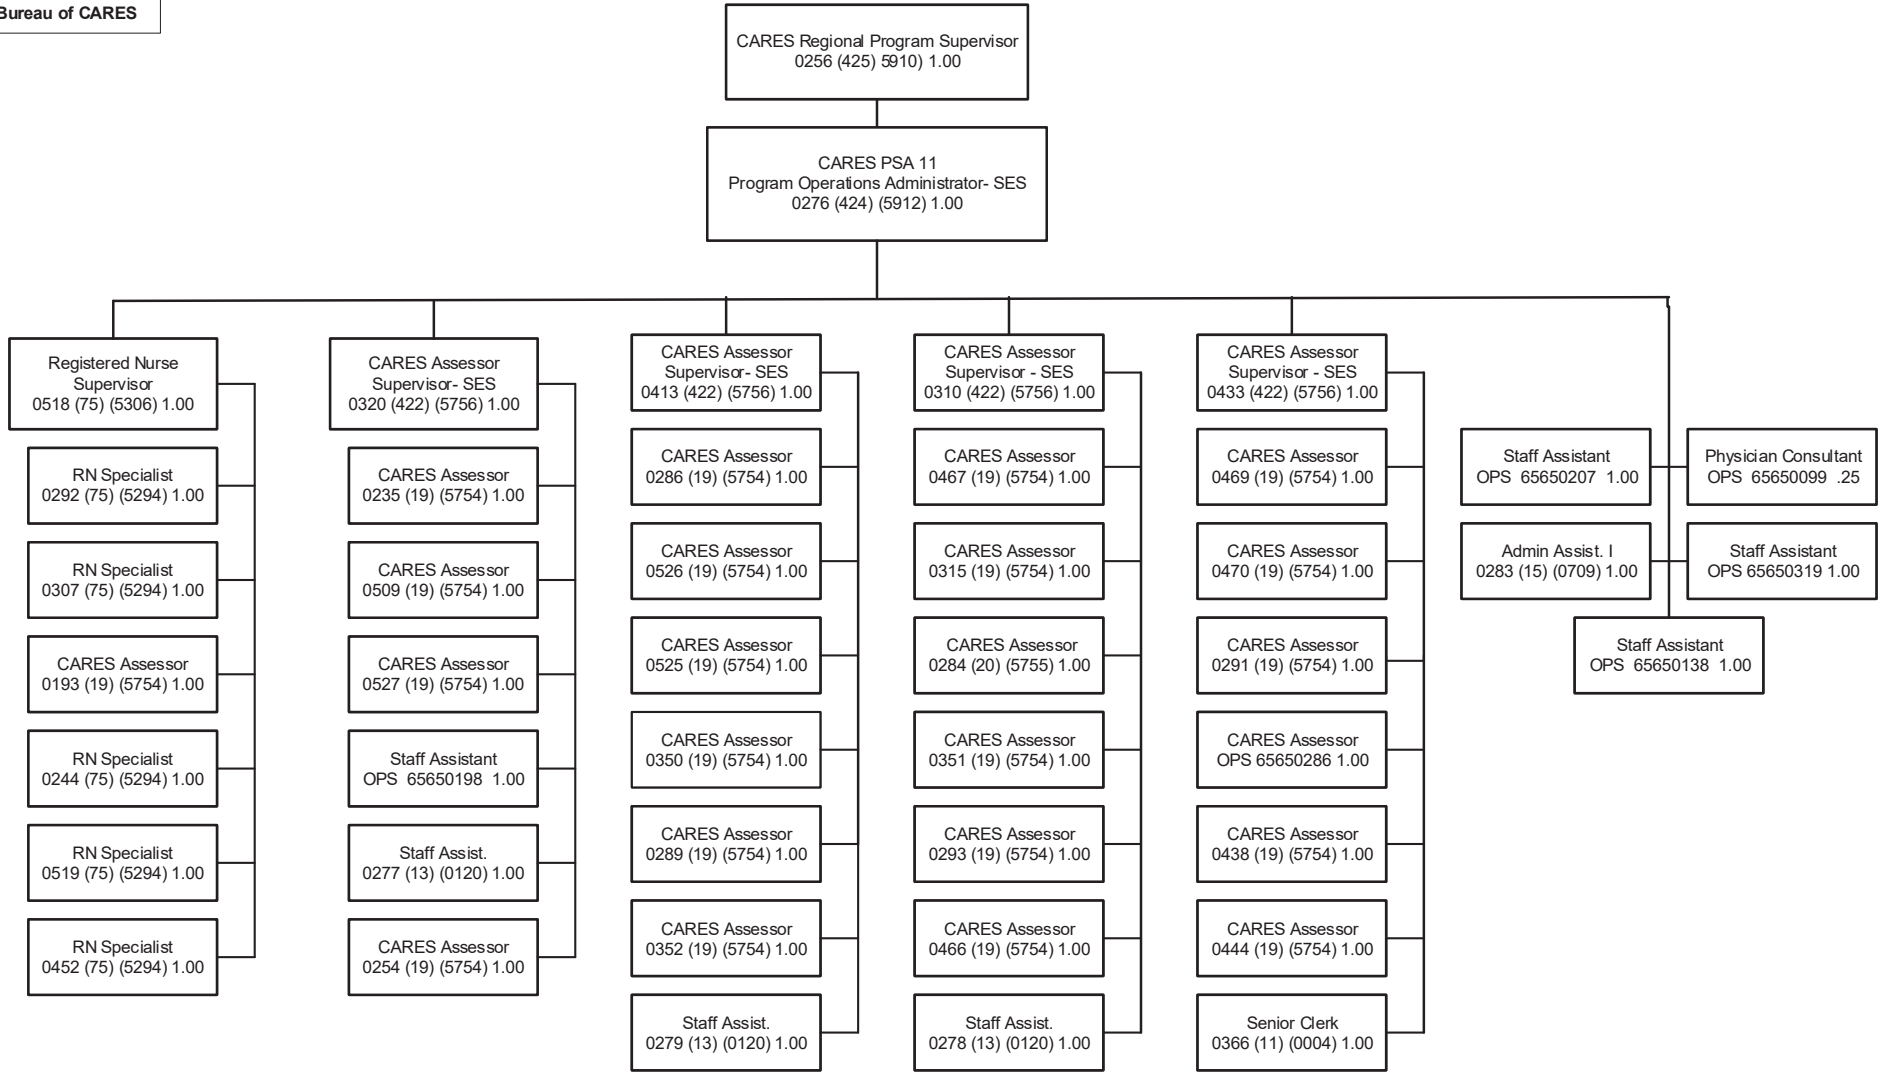 Bureau of CARES
CARES Regional Program Supervisor
0256 (425) 5910) 1.00
CARES PSA 11
Program Operations Administrator- SES
0276 (424) (5912) 1.00
Registered Nurse
Supervisor
0518 (75) (5306) 1.00
RN Specialist
0292 (75) (5294) 1.00
RN Specialist
0307 (75) (5294) 1.00
CARES Assessor
0193 (19) (5754) 1.00
RN Specialist
0244 (75) (5294) 1.00
RN Specialist
0519 (75) (5294) 1.00
RN Specialist
0452 (75) (5294) 1.00
CARES Assessor
Supervisor- SES
0320 (422) (5756) 1.00
CARES Assessor
0235 (19) (5754) 1.00
CARES Assessor
0509 (19) (5754) 1.00
CARES Assessor
0527 (19) (5754) 1.00
Staff Assistant
OPS 65650198 1.00
Staff Assist.
0277 (13) (0120) 1.00
CARES Assessor
0254 (19) (5754) 1.00
CARES Assessor
Supervisor- SES
0413 (422) (5756) 1.00
CARES Assessor
0286 (19) (5754) 1.00
CARES Assessor
0526 (19) (5754) 1.00
CARES Assessor
0525 (19) (5754) 1.00
CARES Assessor
0350 (19) (5754) 1.00
CARES Assessor
0289 (19) (5754) 1.00
CARES Assessor
0352 (19) (5754) 1.00
Staff Assist.
0279 (13) (0120) 1.00
CARES Assessor
Supervisor - SES
0310 (422) (5756) 1.00
CARES Assessor
0467 (19) (5754) 1.00
CARES Assessor
0315 (19) (5754) 1.00
CARES Assessor
0284 (20) (5755) 1.00
CARES Assessor
0351 (19) (5754) 1.00
CARES Assessor
0293 (19) (5754) 1.00
CARES Assessor
0466 (19) (5754) 1.00
Staff Assist.
0278 (13) (0120) 1.00
CARES Assessor
Supervisor - SES
0433 (422) (5756) 1.00
CARES Assessor
0469 (19) (5754) 1.00
CARES Assessor
0470 (19) (5754) 1.00
CARES Assessor
0291 (19) (5754) 1.00
CARES Assessor
OPS 65650286 1.00
CARES Assessor
0438 (19) (5754) 1.00
CARES Assessor
0444 (19) (5754) 1.00
Senior Clerk
0366 (11) (0004) 1.00
Staff Assistant
OPS 65650207 1.00
Physician Consultant
OPS 65650099 .25
Admin Assist. I
0283 (15) (0709) 1.00
Staff Assistant
OPS 65650319 1.00
Staff Assistant
OPS 65650138 1.00